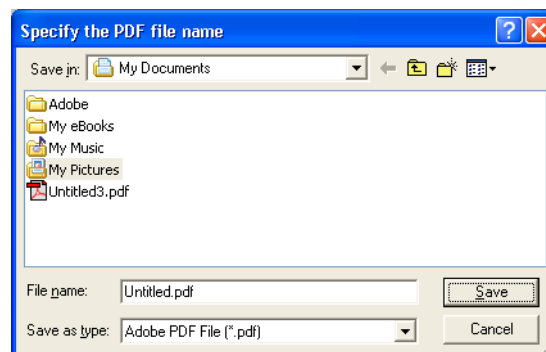 Specify the PDF file name
Save in: My Documents
Adobe
My eBooks
My Music
My Pictures
Untitled3.pdf
File name: Untitled.pdf Save
Save as type: Adobe PDF File (*.pdf) Cancel